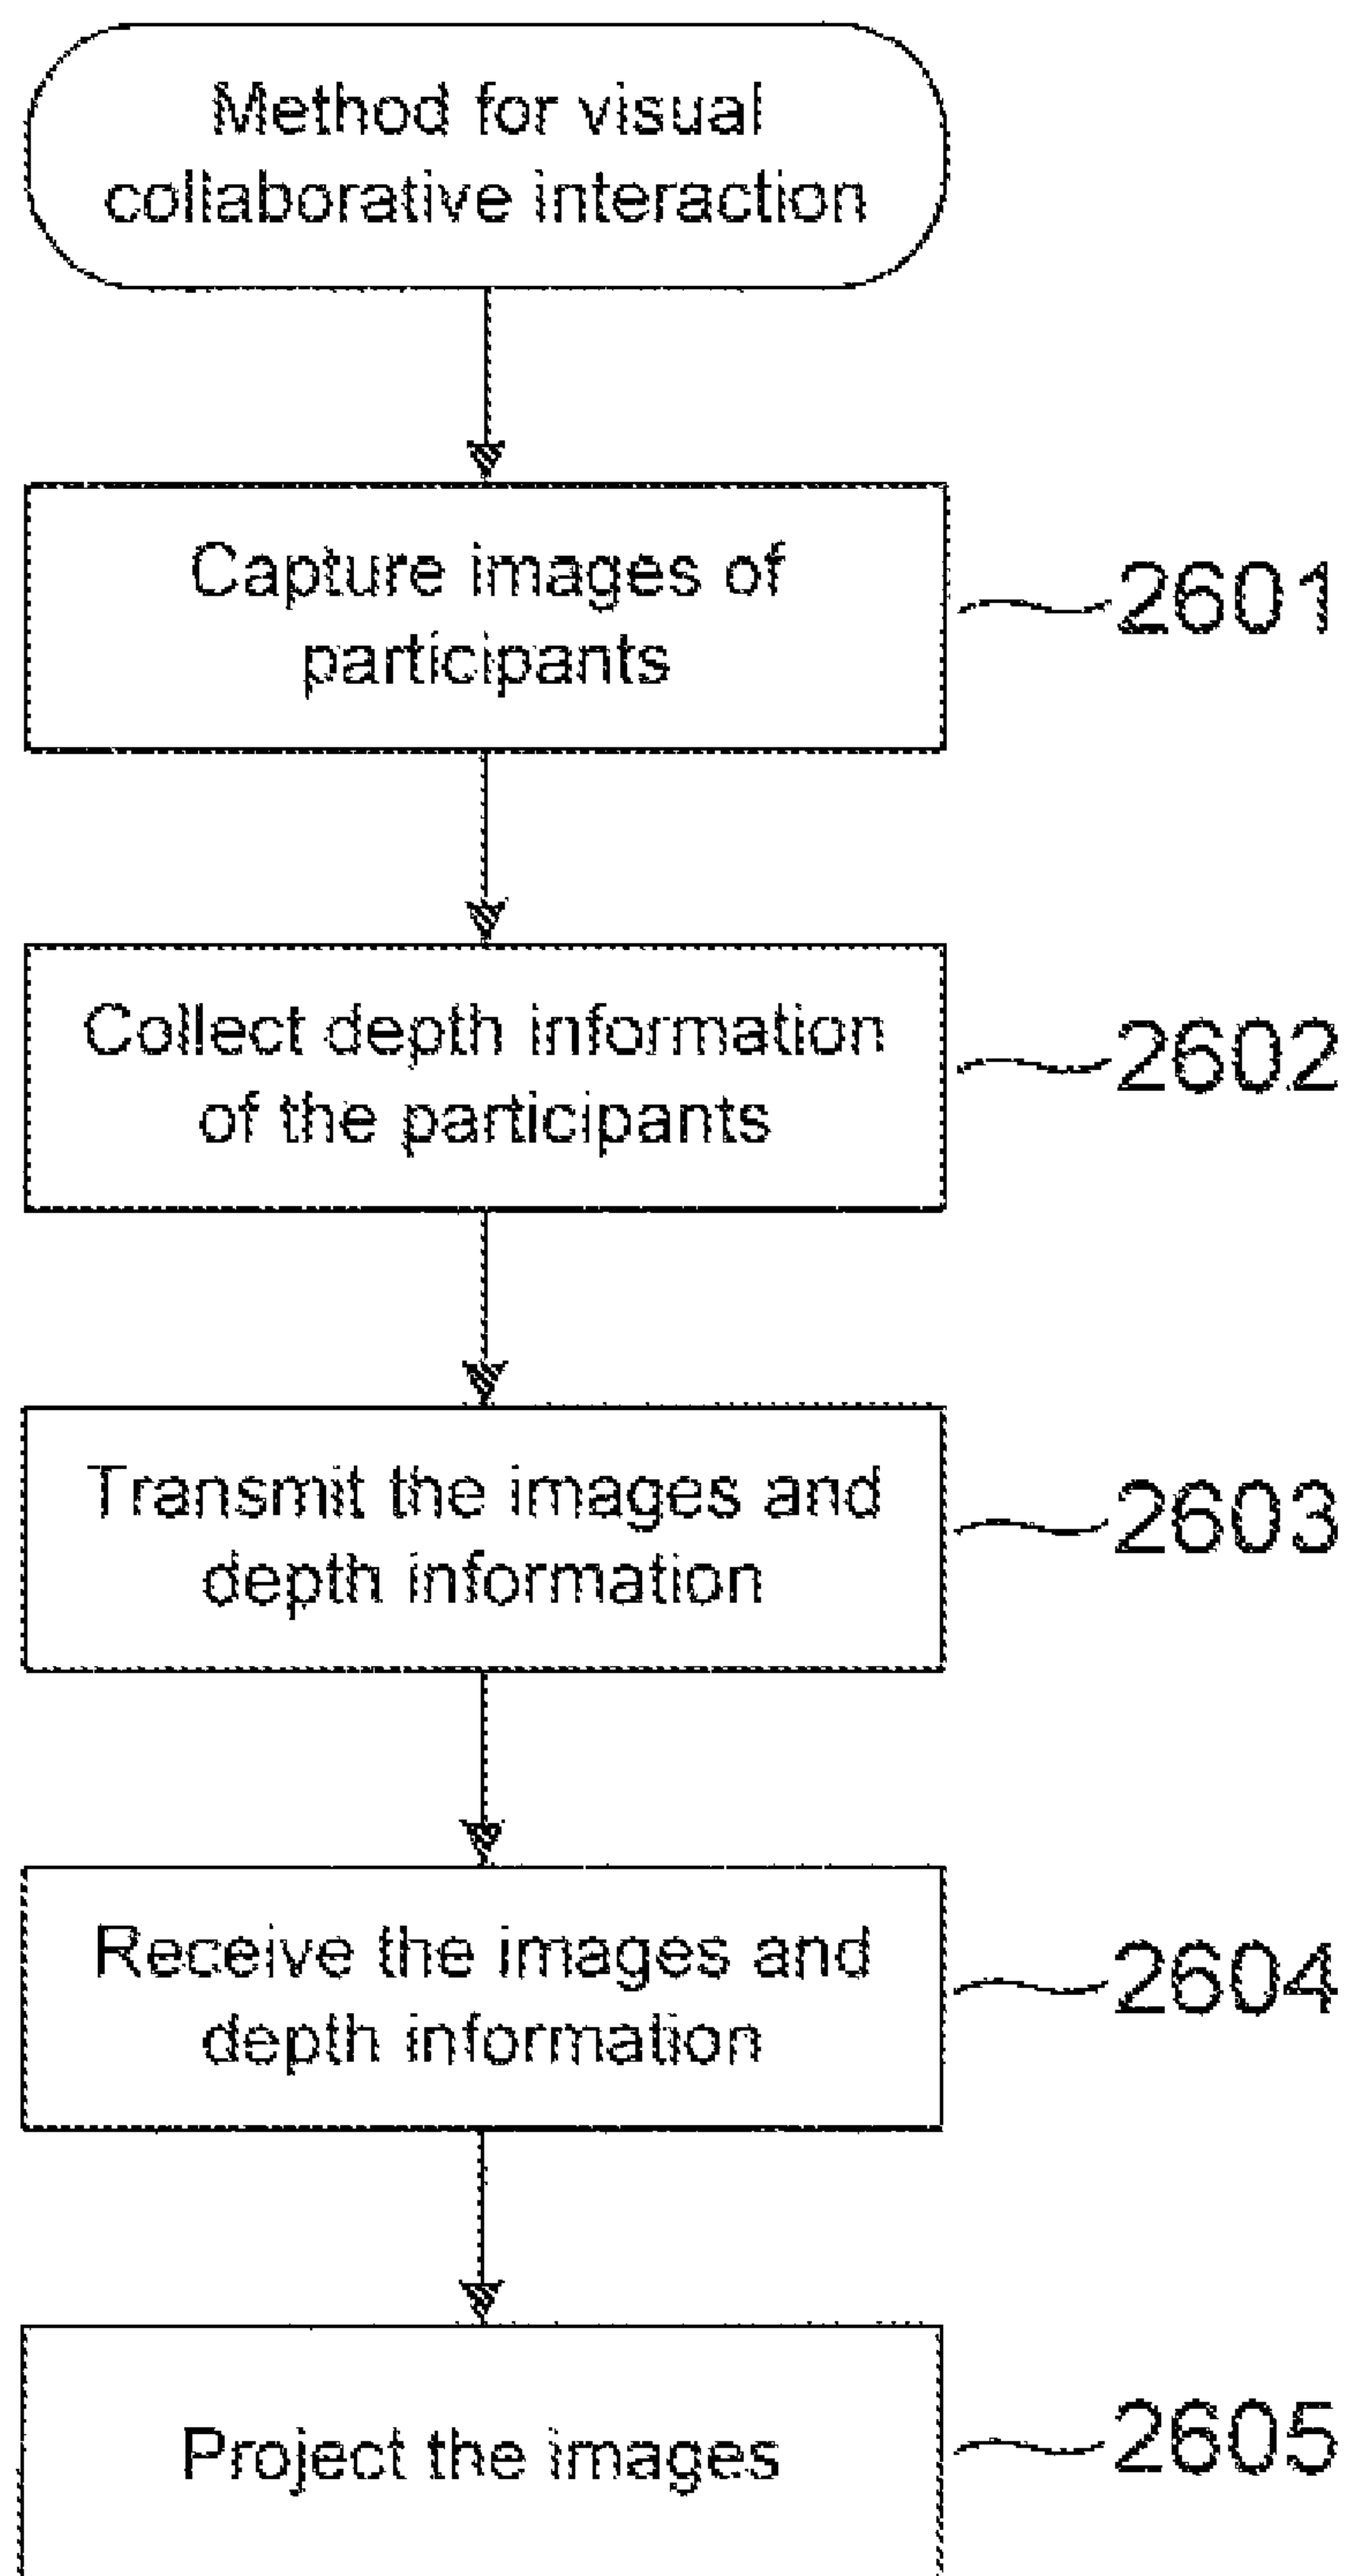 Method for visual
collaborative interaction
Capture images of
participants
2601
Collect depth information
of the participants
2602
Transmit the images and
depth information
2603
Receive the images and
depth information
2604
Project the images
2605